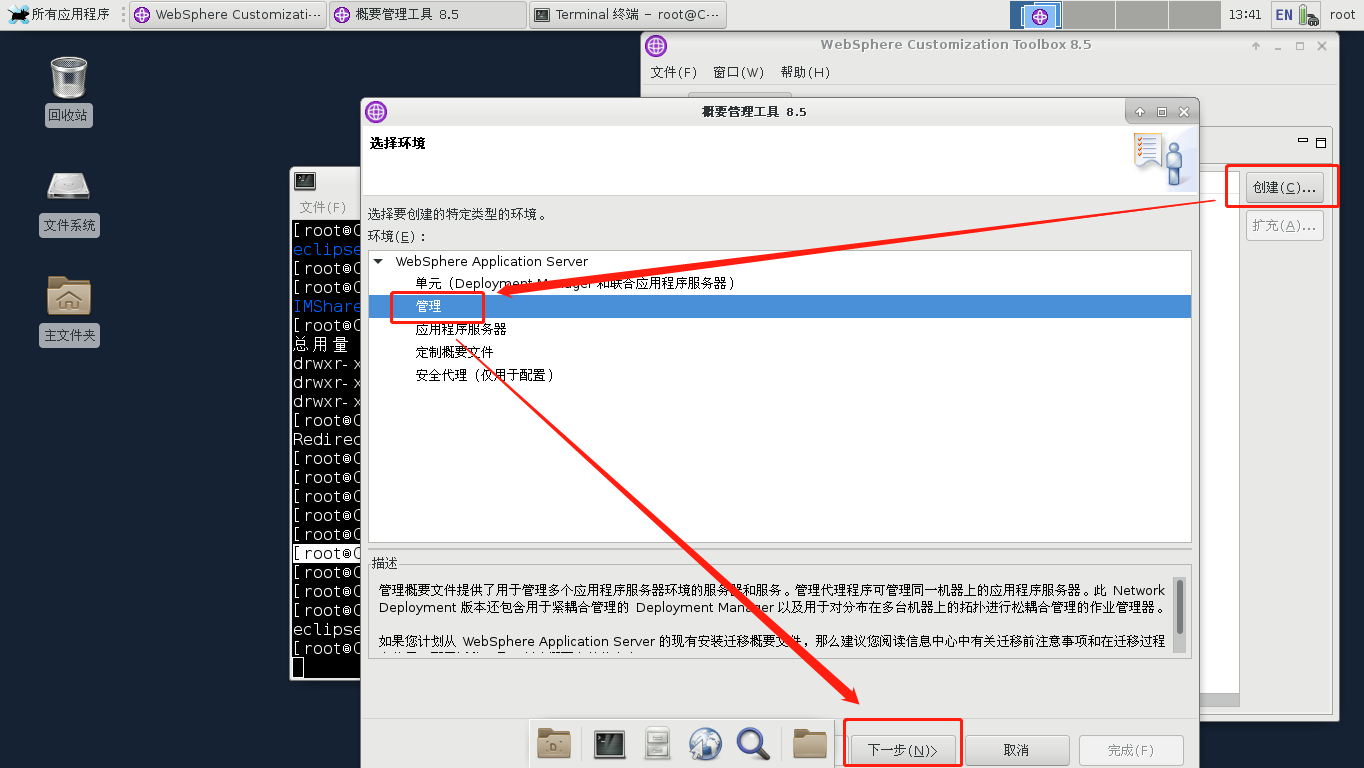 所有应用程序
WebSphere Customizati···
概要管理工具 8.5
Terminal 终端 – root@C···
13:41
EN
root
回收站
文件系统
主文件夹
WebSphere Customization Toolbox 8.5
文件(F) 窗口(W) 帮助(H)
创建(C)...
扩充(A)...
文件(F)
[root@C
eclipse
[root@C
[root@C
IMShare
[root@C
总用量
drwxr-x
drwxr-x
drwxr-x
[root@C
Redirec
[root@C
[root@C
[root@C
[root@C
[root@C
[root@C
[root@C
[root@C
[root@C
eclipse
[root@C
概要管理工具 8.5
选择环境
选择要创建的特定类型的环境。
环境(E)：
WebSphere Application Server
单元（Deployment Manager 和联合应用程序服务器）
管理
应用程序服务器
定制概要文件
安全代理（仅用于配置）
描述
管理概要文件提供了用于管理多个应用程序服务器环境的服务器和服务。管理代理程序可管理同一机器上的应用程序服务器。此 Network
Deployment 版本还包含用于紧耦合管理的 Deployment Manager 以及用于对分布在多台机器上的拓扑进行松耦合管理的作业管理器。
如果您计划从 WebSphere Application Server 的现有安装迁移概要文件，那么建议您阅读信息中心中有关迁移前注意事项和在迁移过程
下一步(N)>
取消
完成(F)